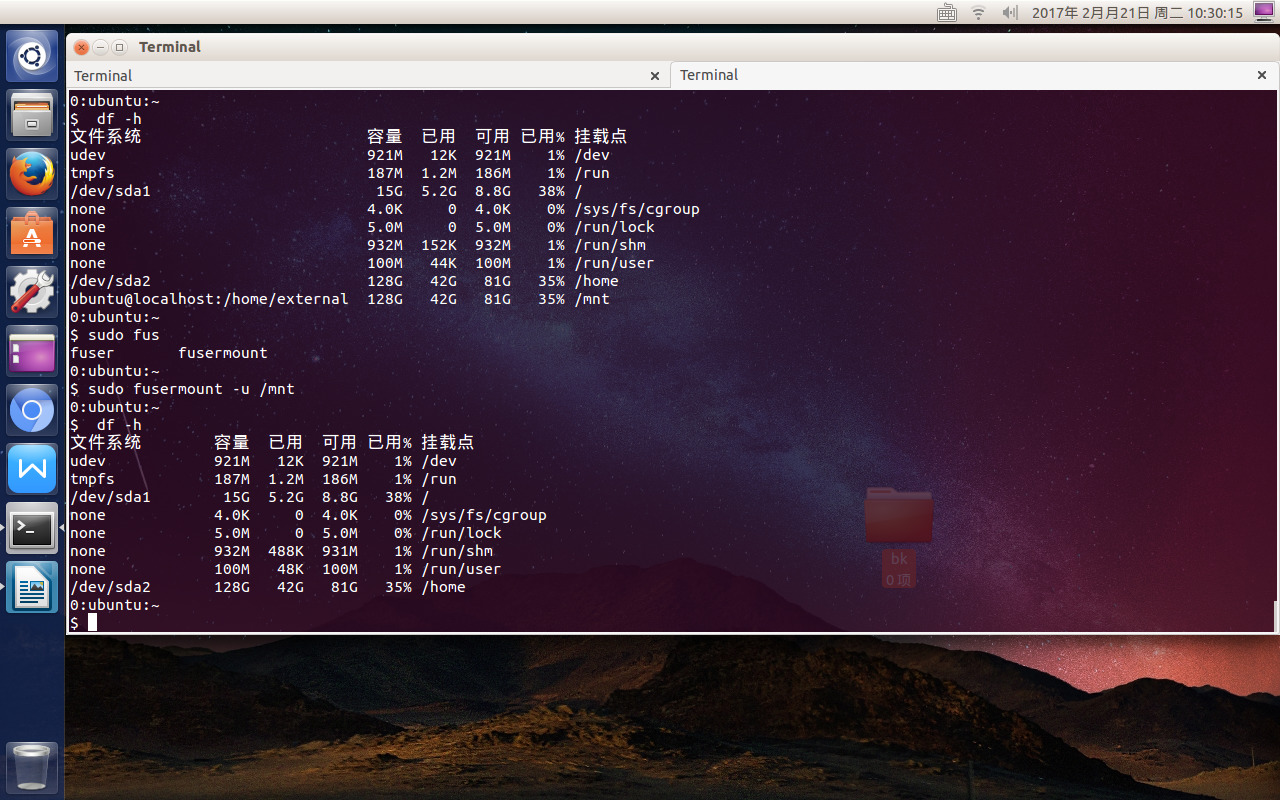 2017年 2月月21日 周二 10:30:15
Terminal
Terminal
Terminal
0:ubuntu:~
$  df -h
文件系统 容量 已用 可用 已用% 挂载点
udev 921M 12K 921M 1% /dev
tmpfs 187M 1.2M 186M 1% /run
/dev/sda1 15G 5.2G 8.8G 38% /
none 4.0K 0 4.0K 0% /sys/fs/cgroup
none 5.0M 0 5.0M 0% /run/lock
none 932M 152K 932M 1% /run/shm
none 100M 44K 100M 1% /run/user
/dev/sda2 128G 42G 81G 35% /home
ubuntu@localhost:/home/external 128G 42G 81G 35% /mnt
0:ubuntu:~
$ sudo fus
fuser fusermount
0:ubuntu:~
$ sudo fusermount -u /mnt
0:ubuntu:~
$  df -h
文件系统 容量 已用 可用 已用% 挂载点
udev 921M 12K 921M 1% /dev
tmpfs 187M 1.2M 186M 1% /run
/dev/sda1 15G 5.2G 8.8G 38% /
none 4.0K 0 4.0K 0% /sys/fs/cgroup
none 5.0M 0 5.0M 0% /run/lock
none 932M 488K 931M 1% /run/shm
none 100M 48K 100M 1% /run/user
/dev/sda2 128G 42G 81G 35% /home
0:ubuntu:~
$
bk
0 项